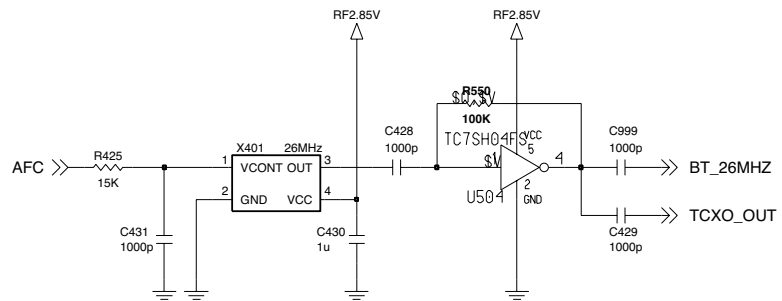 RF2.85V
RF2.85V
R550
$Q $V
100K
C428
1000p
TC7SH04FS
VCC
5
C999
1000p
X401
26MHz
AFC
R425
15K
1
VCONT OUT
3
2
GND
VCC
4
$V
4
BT_26MHZ
2
GND
U504
C431
1000p
C430
1u
TCXO_OUT
C429
1000p